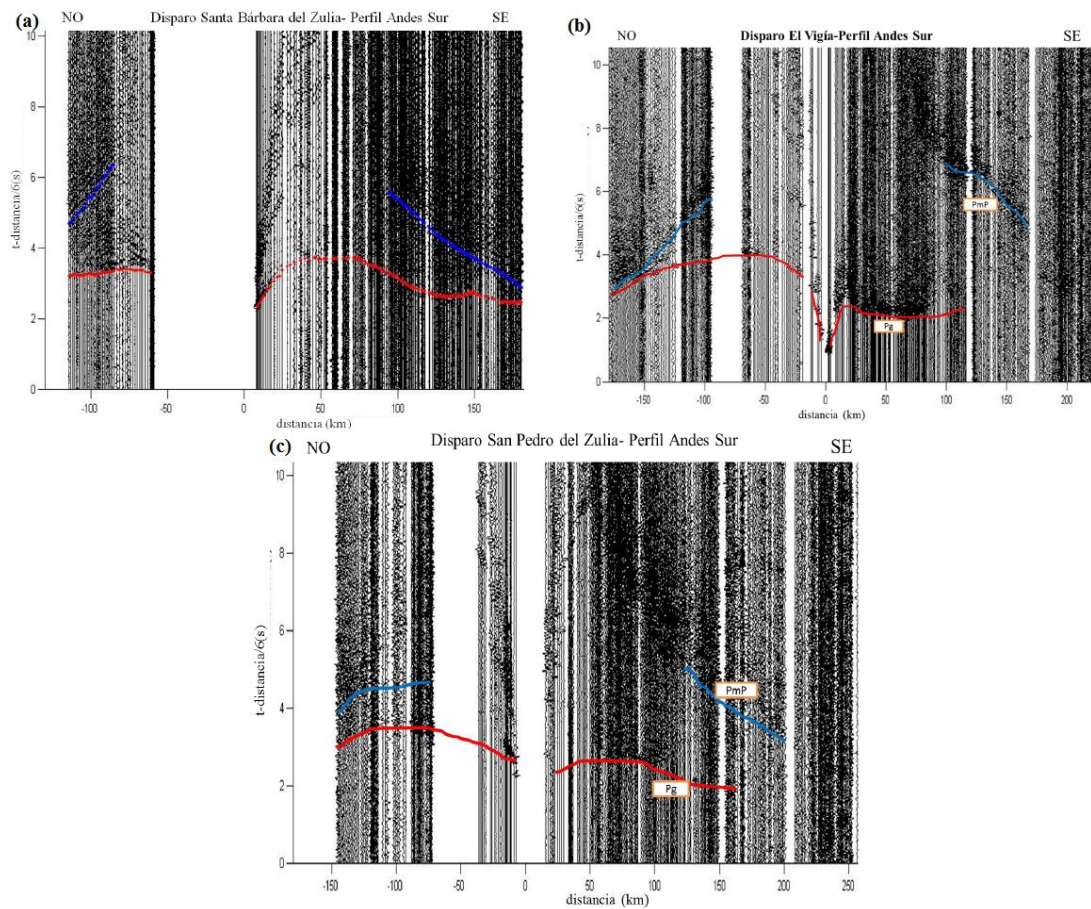 (a)
Disparo Santa Bárbara del Zulia- Perfil Andes Sur
NO
SE
10
8
6
4
2
0
t-distancia/6(s)
-100
-50
0
50
100
150
distancia (km)
(b)
NO
Disparo El Vigía-Perfil Andes Sur
SE
10
8
6
4
2
0
t-distancia/6(s)
PmP
Pg
-150
-100
-50
0
50
100
150
200
distancia (km)
(c)
Disparo San Pedro del Zulia- Perfil Andes Sur
NO
SE
10
8
6
4
2
0
t-distancia/6(s)
PmP
Pg
-150
-100
-50
0
50
100
150
200
250
distancia (km)